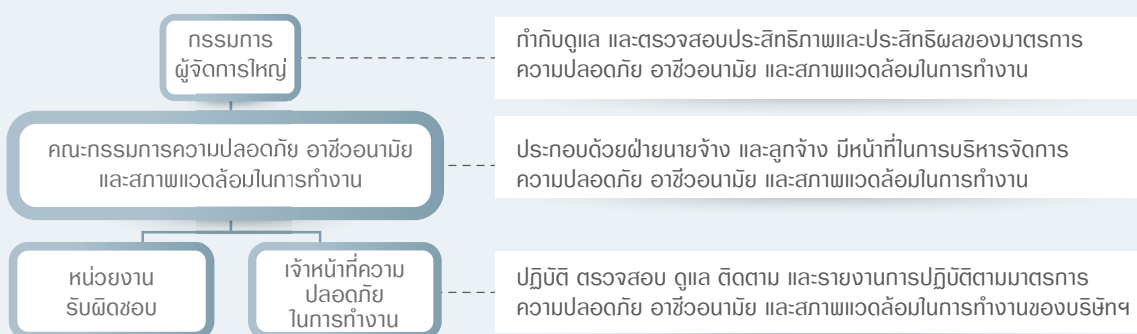 กรรมการ
ผู้จัดการใหญ่
กำกับดูแล และตรวจสอบประสิทธิภาพและประสิทธิผลของมาตรการ
ความปลอดภัย อาชีวอนามัย และสภาพแวดล้อมในการทำงาน
คณะกรรมการความปลอดภัย อาชีวอนามัย
และสภาพแวดล้อมในการทำงาน
ประกอบด้วยฝ่ายนายจ้าง และลูกจ้าง มีหน้าที่ในการบริหารจัดการ
ความปลอดภัย อาชีวอนามัย และสภาพแวดล้อมในการทำงาน
หน่วยงาน
รับผิดชอบ
เจ้าหน้าที่ความ
ปลอดภัย
ในการทำงาน
ปฏิบัติ ตรวจสอบ ดูแล ติดตาม และรายงานการปฏิบัติตามมาตรการ
ความปลอดภัย อาชีวอนามัย และสภาพแวดล้อมในการทำงานของบริษัทฯ